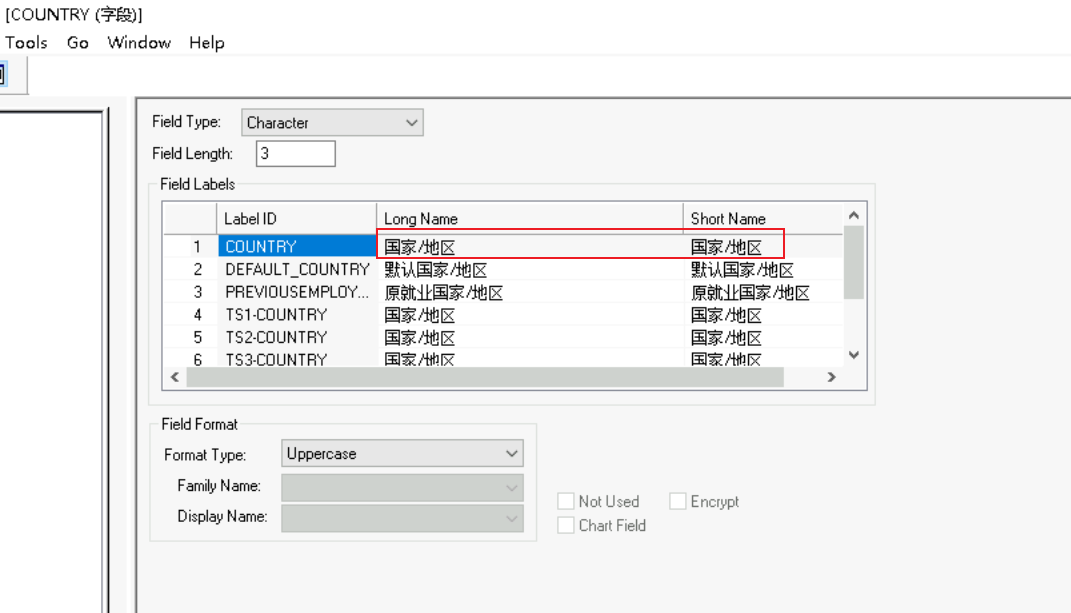 [COUNTRY (字段)]
Tools Go Window Help
Field Type: Character
Field Length: 3
Field Labels
Label ID Long Name Short Name
1 COUNTRY 国家/地区 国家/地区
2 DEFAULT_COUNTRY 默认国家/地区 默认国家/地区
3 PREVIOUSEMPLOY... 原就业国家/地区 原就业国家/地区
4 TS1-COUNTRY 国家/地区 国家/地区
5 TS2-COUNTRY 国家/地区 国家/地区
6 TS3-COUNTRY 国家/地区 国家/地区
Field Format
Format Type: Uppercase
Family Name:
Display Name:
Not Used Encrypt
Chart Field